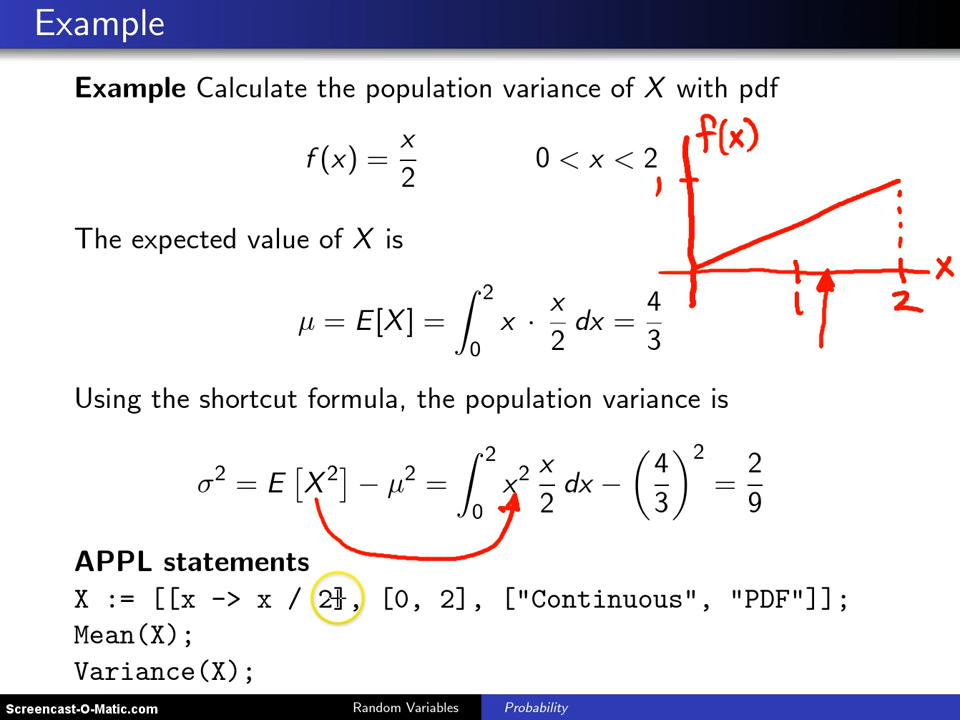 Example
Example Calculate the population variance of X with pdf
f(x) = x/2 0 < x < 2
f(x)
1
x
1 2
The expected value of X is
μ = E[X] = ∫₀² x · x/2 dx = 4/3
Using the shortcut formula, the population variance is
σ² = E [X²] − μ² = ∫₀² x² x/2 dx − (4/3)² = 2/9
APPL statements
X := [[x -> x / 2], [0, 2], ["Continuous", "PDF"]];
Mean(X);
Variance(X);
Screencast-O-Matic.com Random Variables Probability